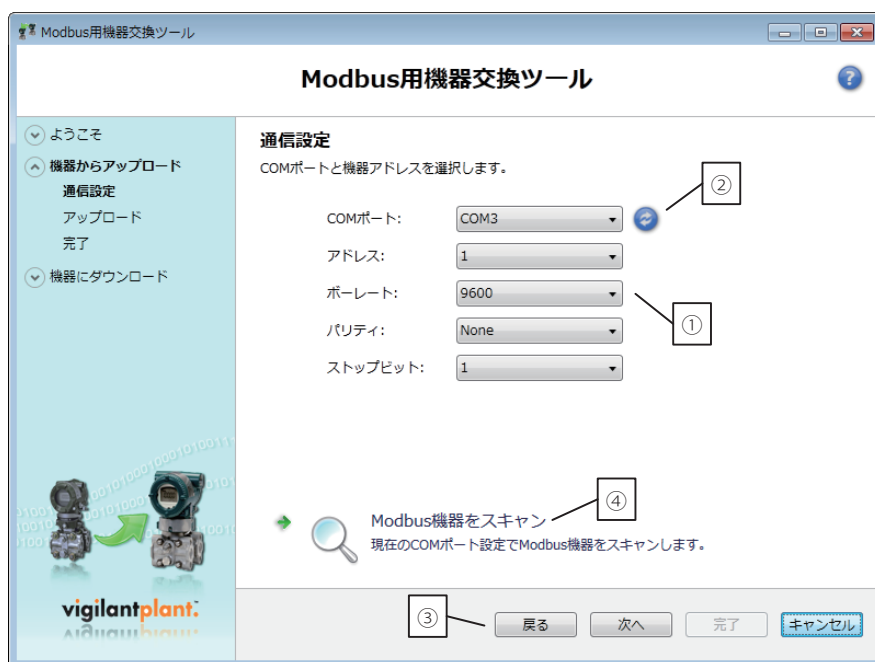 Modbus用機器交換ツール
Modbus用機器交換ツール
?
ようこそ
機器からアップロード
通信設定
アップロード
完了
機器にダウンロード
通信設定
COMポートと機器アドレスを選択します。
②
COMポート: COM3
アドレス: 1
ボーレート: 9600
①
パリティ: None
ストップビット: 1
④
Modbus機器をスキャン
現在のCOMポート設定でModbus機器をスキャンします。
vigilantplant.
③
戻る 次へ 完了 キャンセル